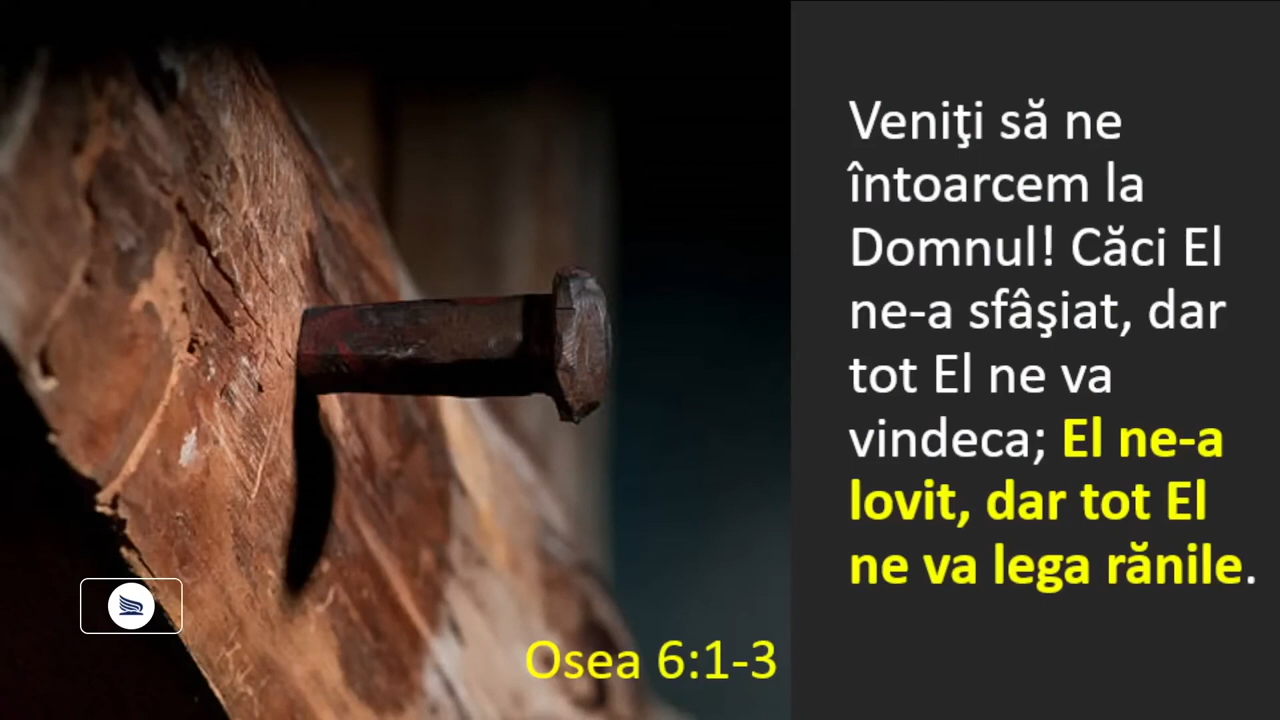 Veniţi să ne
întoarcem la
Domnul! Căci El
ne-a sfâşiat, dar
tot El ne va
vindeca; El ne-a
lovit, dar tot El
ne va lega rănile.
Osea 6:1-3